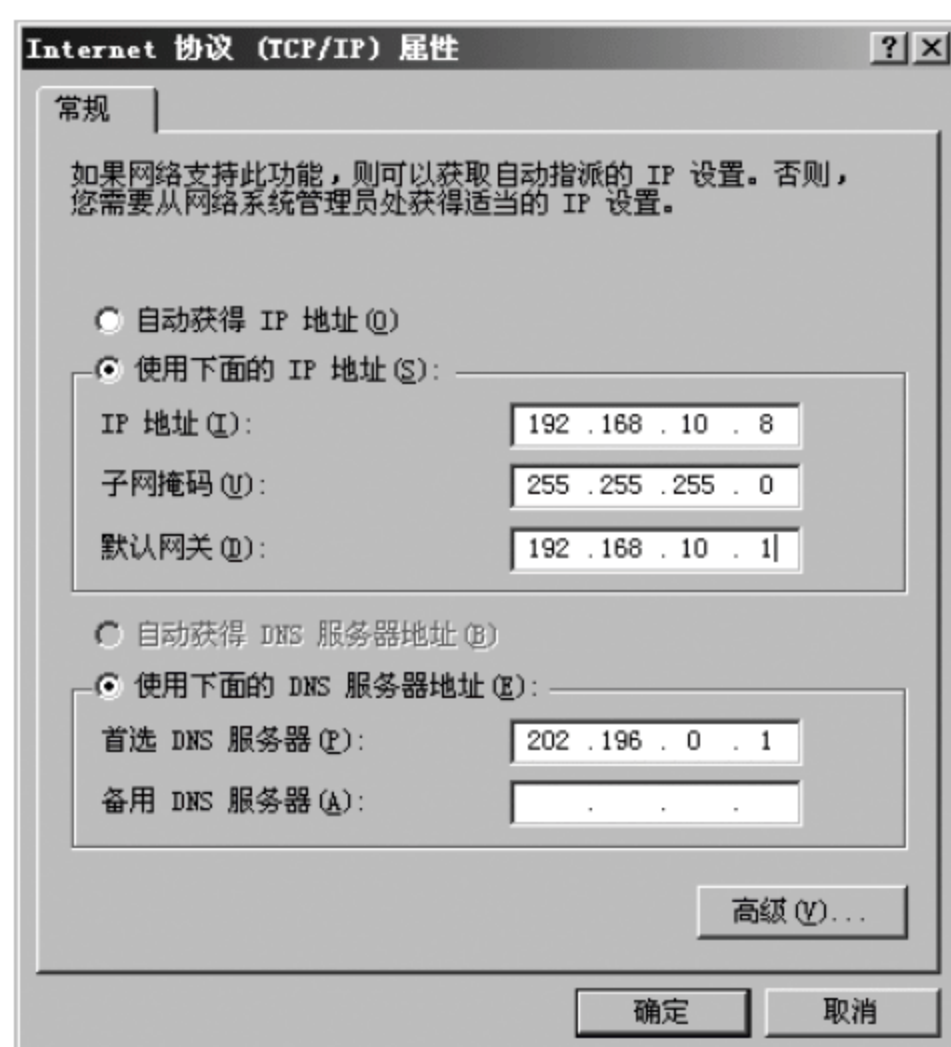 Internet 协议 (TCP/IP) 属性
常规
如果网络支持此功能，则可以获取自动指派的 IP 设置。否则，
您需要从网络系统管理员处获得适当的 IP 设置。
自动获得 IP 地址(O)
使用下面的 IP 地址(S):
IP 地址(I): 192 .168 . 10 . 8
子网掩码(U): 255 .255 .255 . 0
默认网关(D): 192 .168 . 10 . 1
自动获得 DNS 服务器地址(B)
使用下面的 DNS 服务器地址(E):
首选 DNS 服务器(P): 202 .196 . 0 . 1
备用 DNS 服务器(A): . . .
高级(V)...
确定 取消